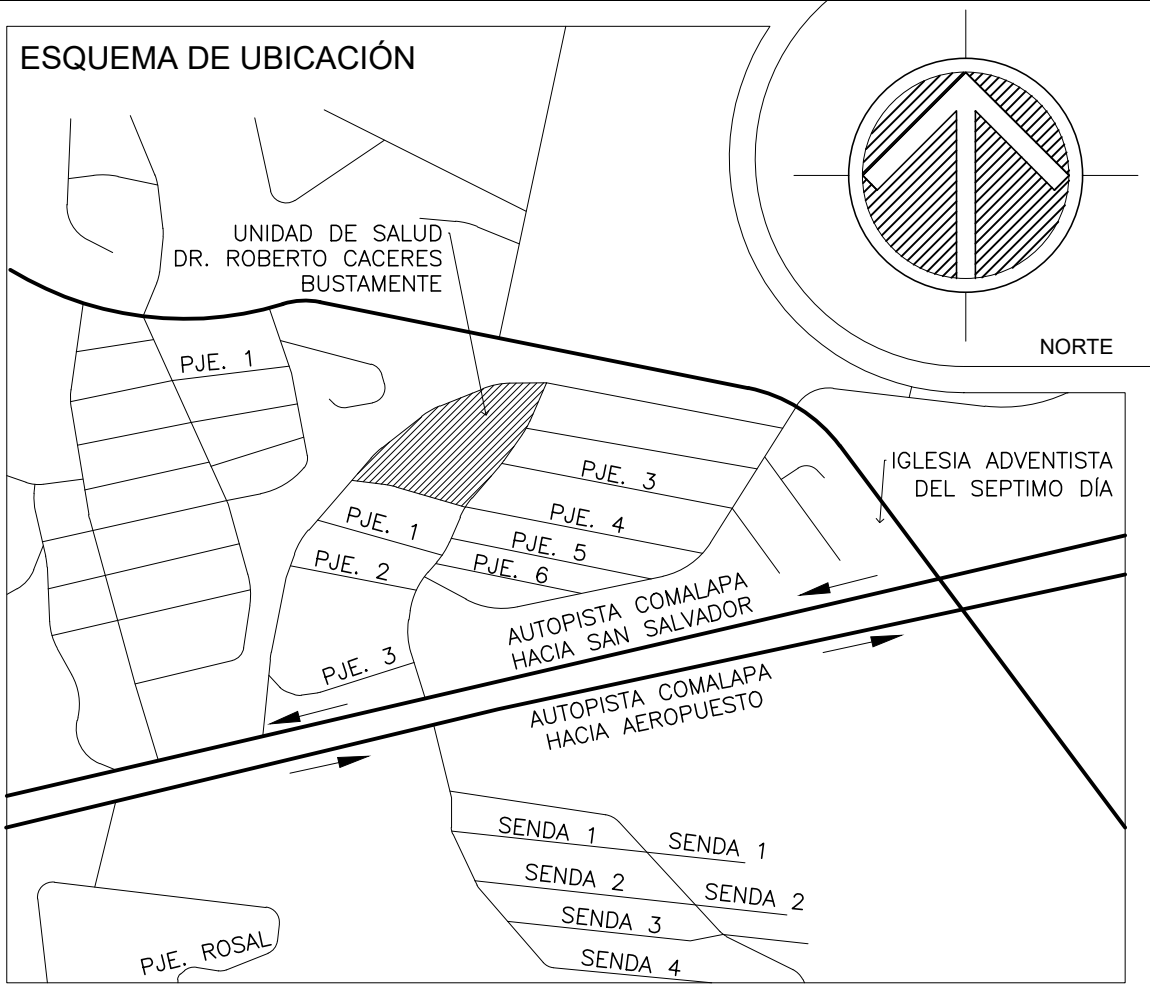 ESQUEMA DE UBICACIÓN
NORTE
UNIDAD DE SALUD
DR. ROBERTO CACERES
BUSTAMENTE
PJE. 1
IGLESIA ADVENTISTA
DEL SEPTIMO DÍA
PJE. 3
PJE. 4
PJE. 5
PJE. 6
PJE. 1
PJE. 2
PJE. 3
AUTOPISTA COMALAPA
HACIA SAN SALVADOR
AUTOPISTA COMALAPA
HACIA AEROPUESTO
SENDA 1
SENDA 1
SENDA 2
SENDA 2
SENDA 3
SENDA 4
PJE. ROSAL